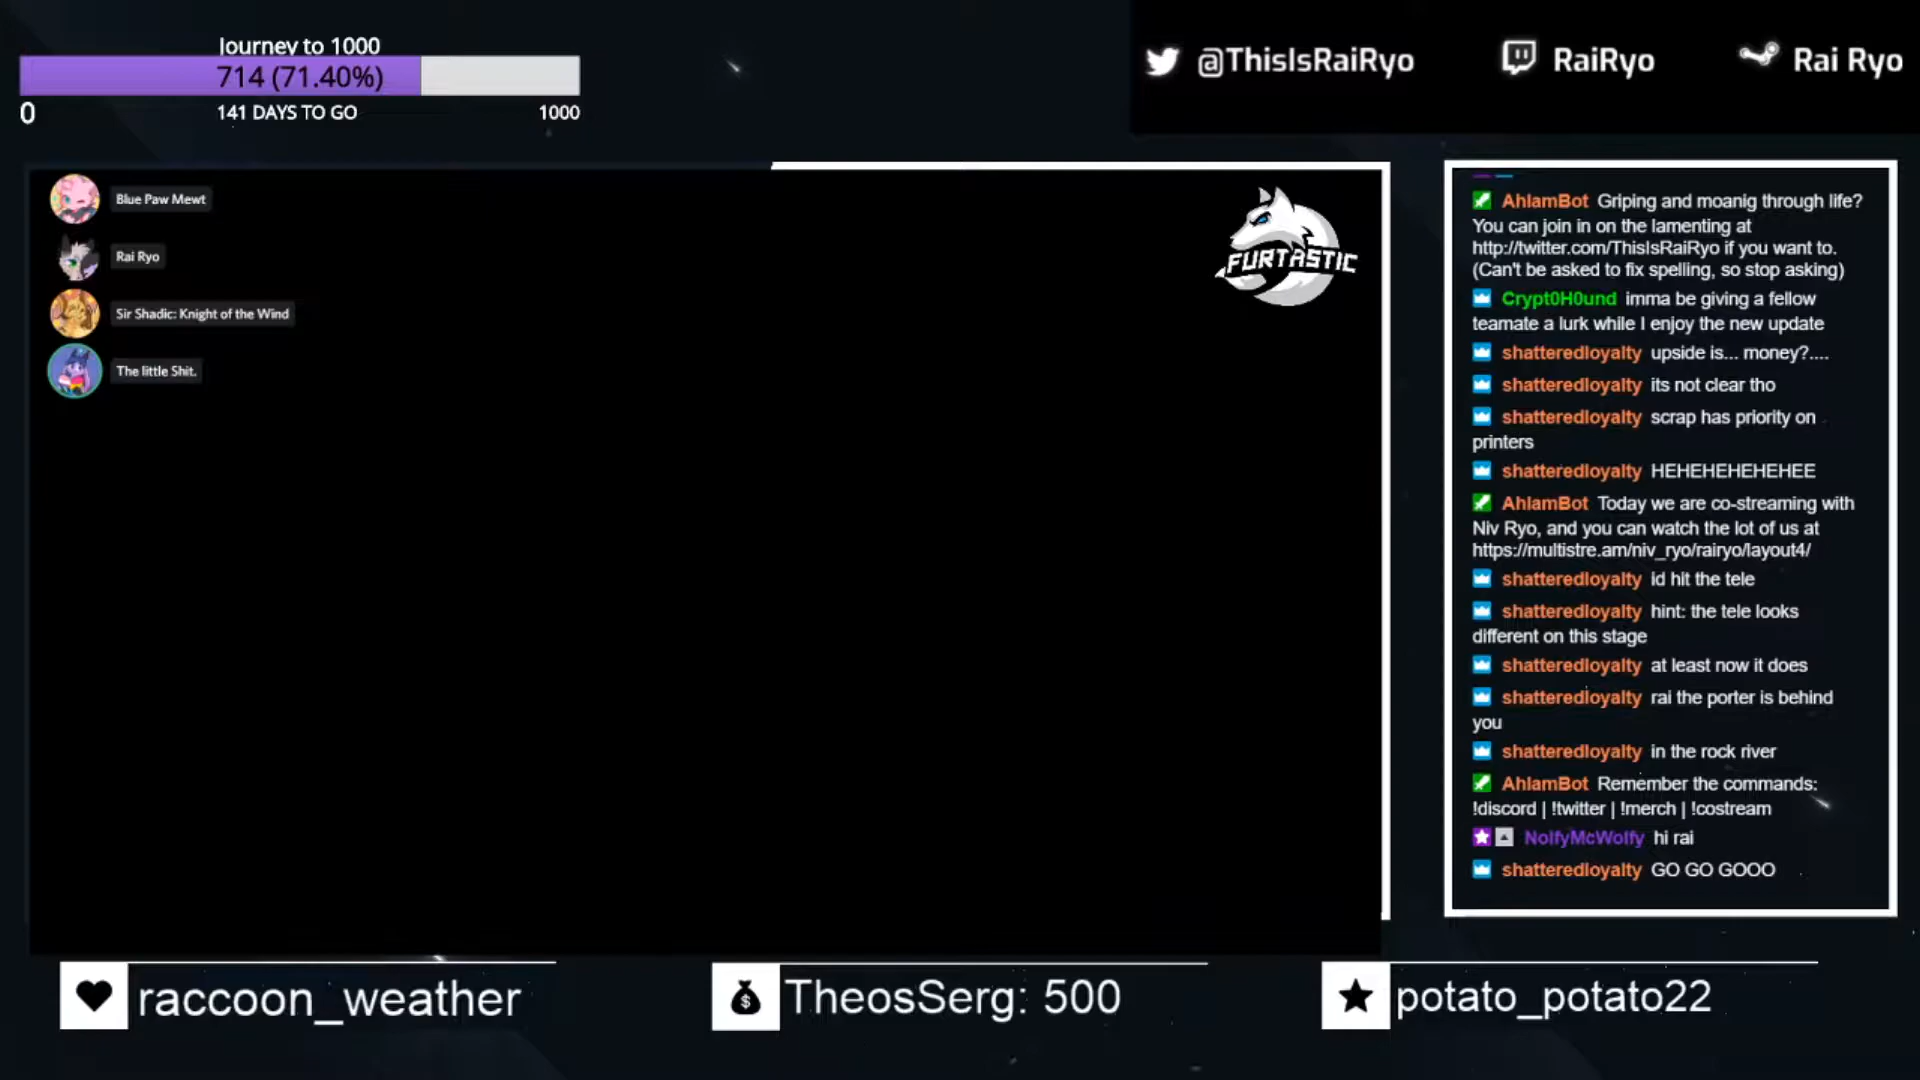 Journey to 1000
714 (71.40%)
0
141 DAYS TO GO
1000
@ThisIsRaiRyo
RaiRyo
Rai Ryo
Blue Paw Mewt
Rai Ryo
Sir Shadic: Knight of the Wind
The little Shit.
FURTASTIC
AhlamBot Griping and moanig through life?
You can join in on the lamenting at
http://twitter.com/ThisIsRaiRyo if you want to.
(Can't be asked to fix spelling, so stop asking)
Crypt0H0und imma be giving a fellow
teamate a lurk while I enjoy the new update
shatteredloyalty upside is... money?....
shatteredloyalty its not clear tho
shatteredloyalty scrap has priority on
printers
shatteredloyalty HEHEHEHEHEHEE
AhlamBot Today we are co-streaming with
Niv Ryo, and you can watch the lot of us at
https://multistre.am/niv_ryo/rairyo/layout4/
shatteredloyalty id hit the tele
shatteredloyalty hint: the tele looks
different on this stage
shatteredloyalty at least now it does
shatteredloyalty rai the porter is behind
you
shatteredloyalty in the rock river
AhlamBot Remember the commands:
!discord | !twitter | !merch | !costream
NolfyMcWolfy hi rai
shatteredloyalty GO GO GOOO
raccoon_weather
TheosSerg: 500
potato_potato22